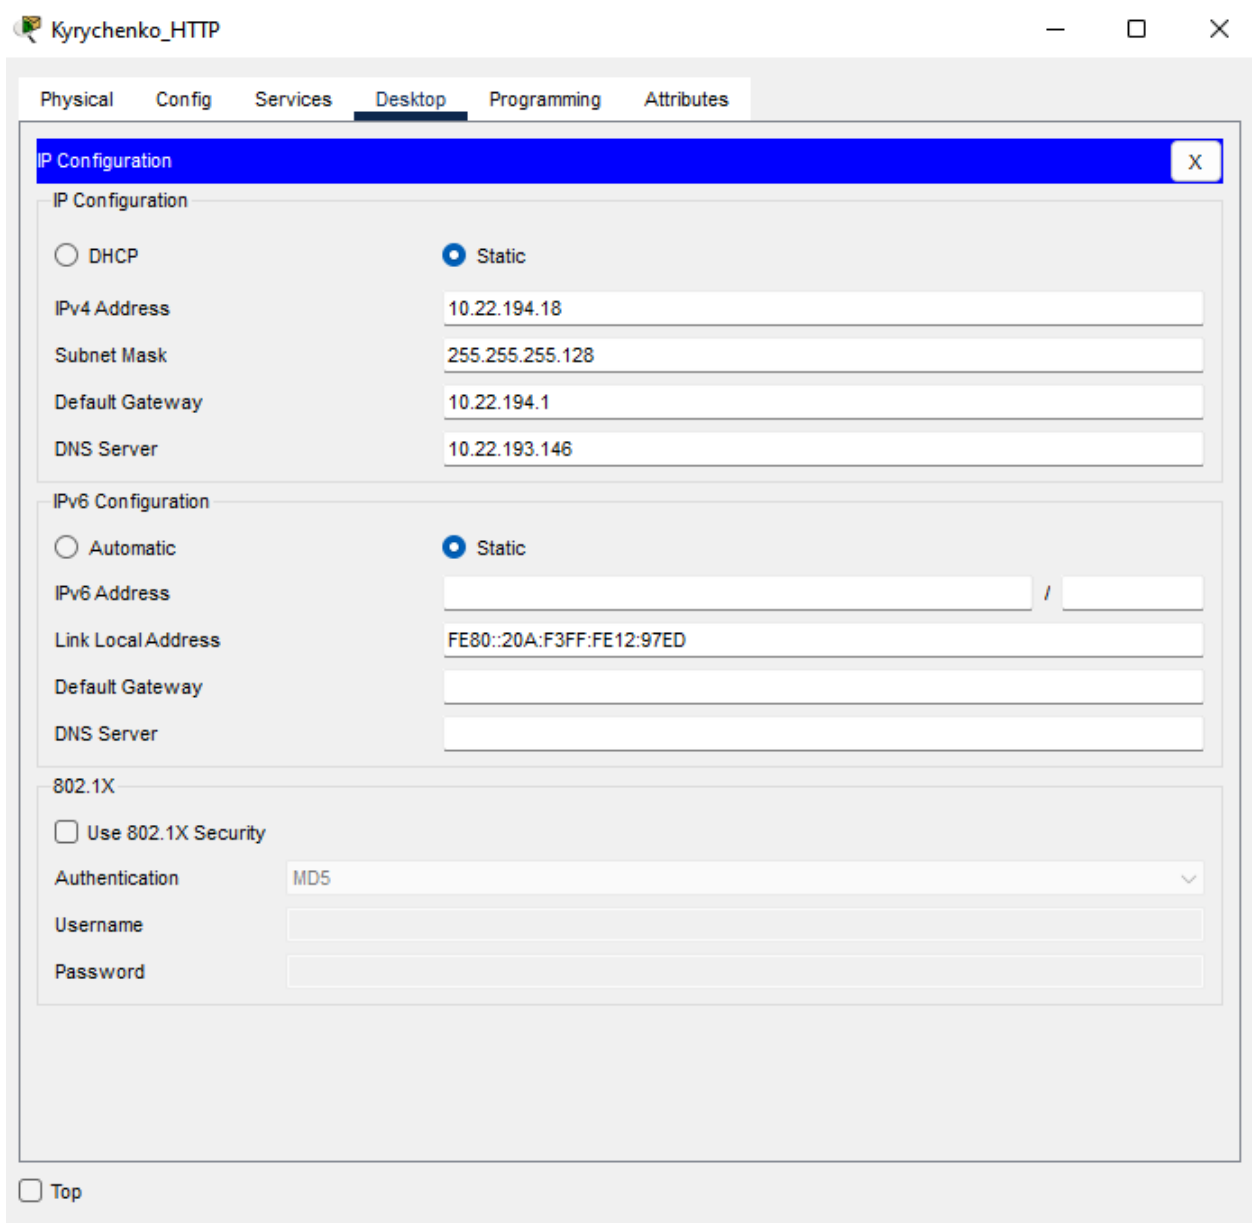 Kyrychenko_HTTP
Physical Config Services Desktop Programming Attributes
IP Configuration X
IP Configuration
DHCP Static
IPv4 Address 10.22.194.18
Subnet Mask 255.255.255.128
Default Gateway 10.22.194.1
DNS Server 10.22.193.146
IPv6 Configuration
Automatic Static
IPv6 Address /
Link Local Address FE80::20A:F3FF:FE12:97ED
Default Gateway
DNS Server
802.1X
Use 802.1X Security
Authentication MD5
Username
Password
Top